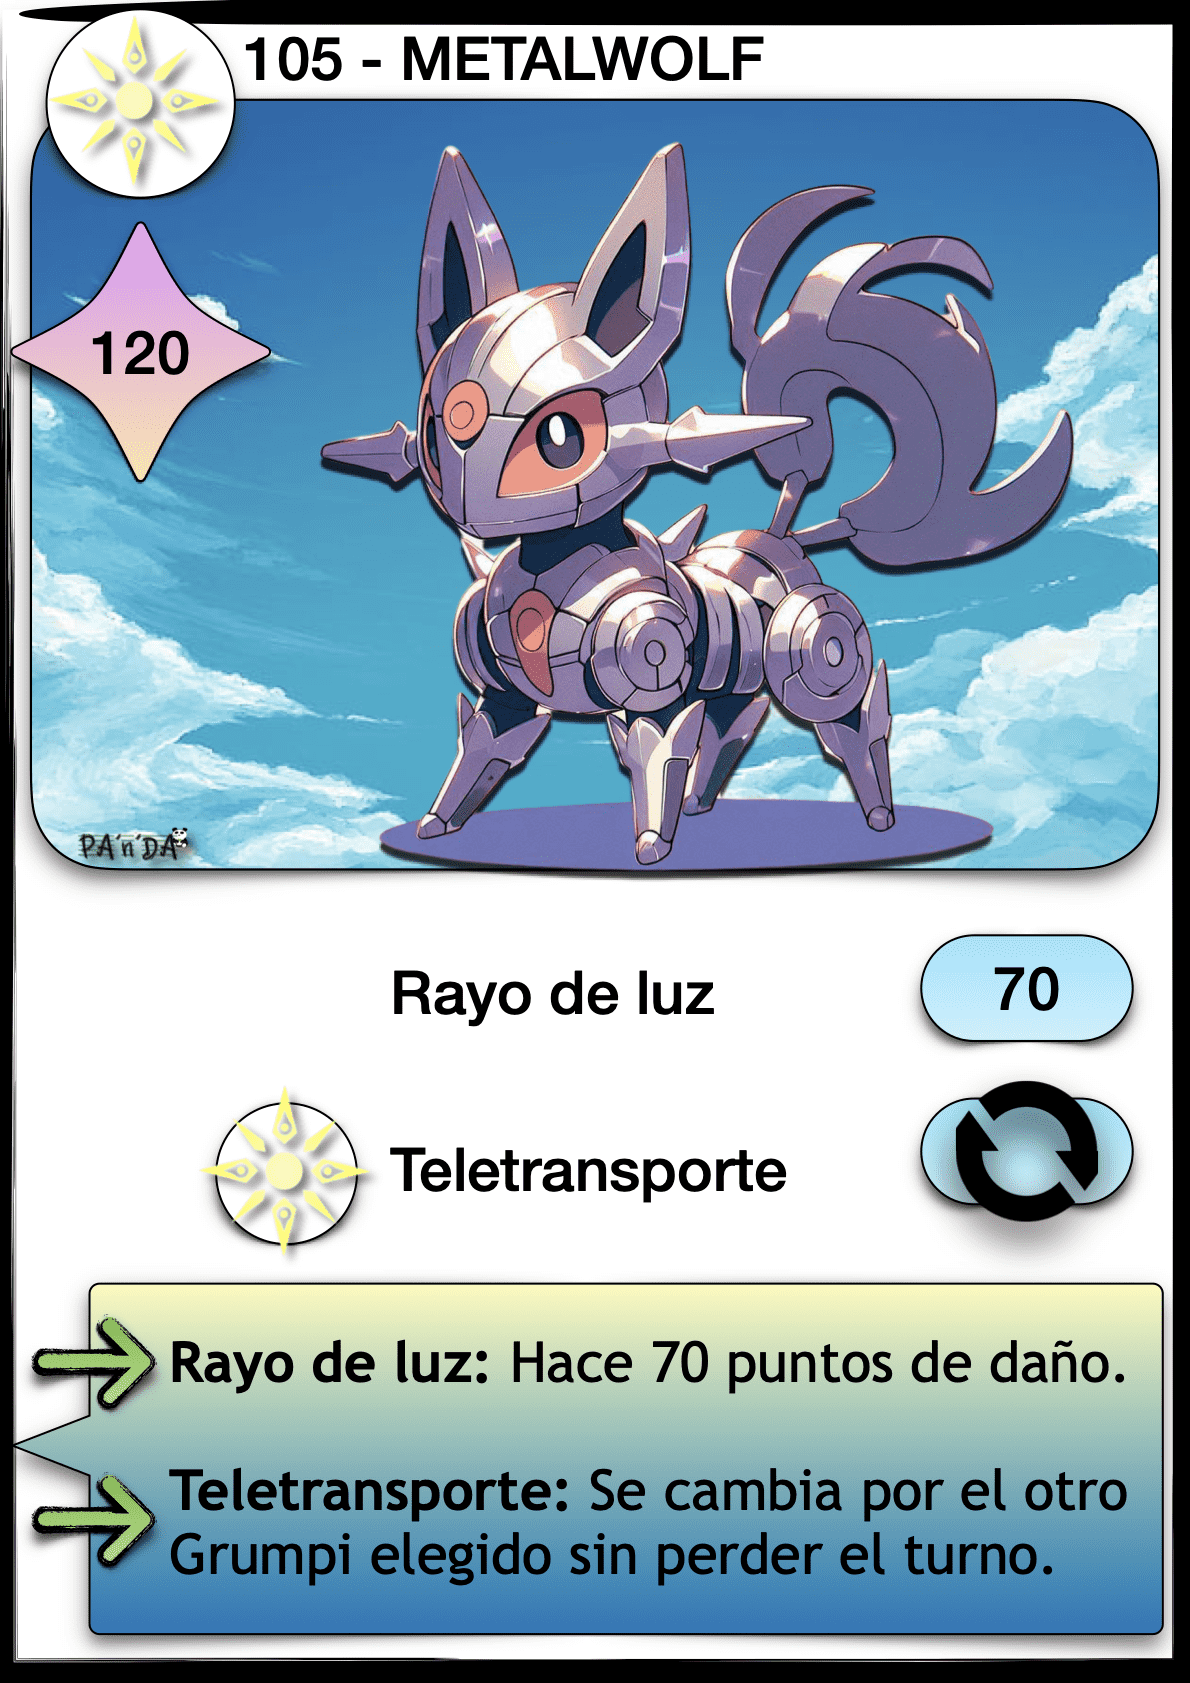 105 - METALWOLF
120
PA'n'DA
Rayo de luz
70
Teletransporte
Rayo de luz: Hace 70 puntos de daño.
Teletransporte: Se cambia por el otro
Grumpi elegido sin perder el turno.